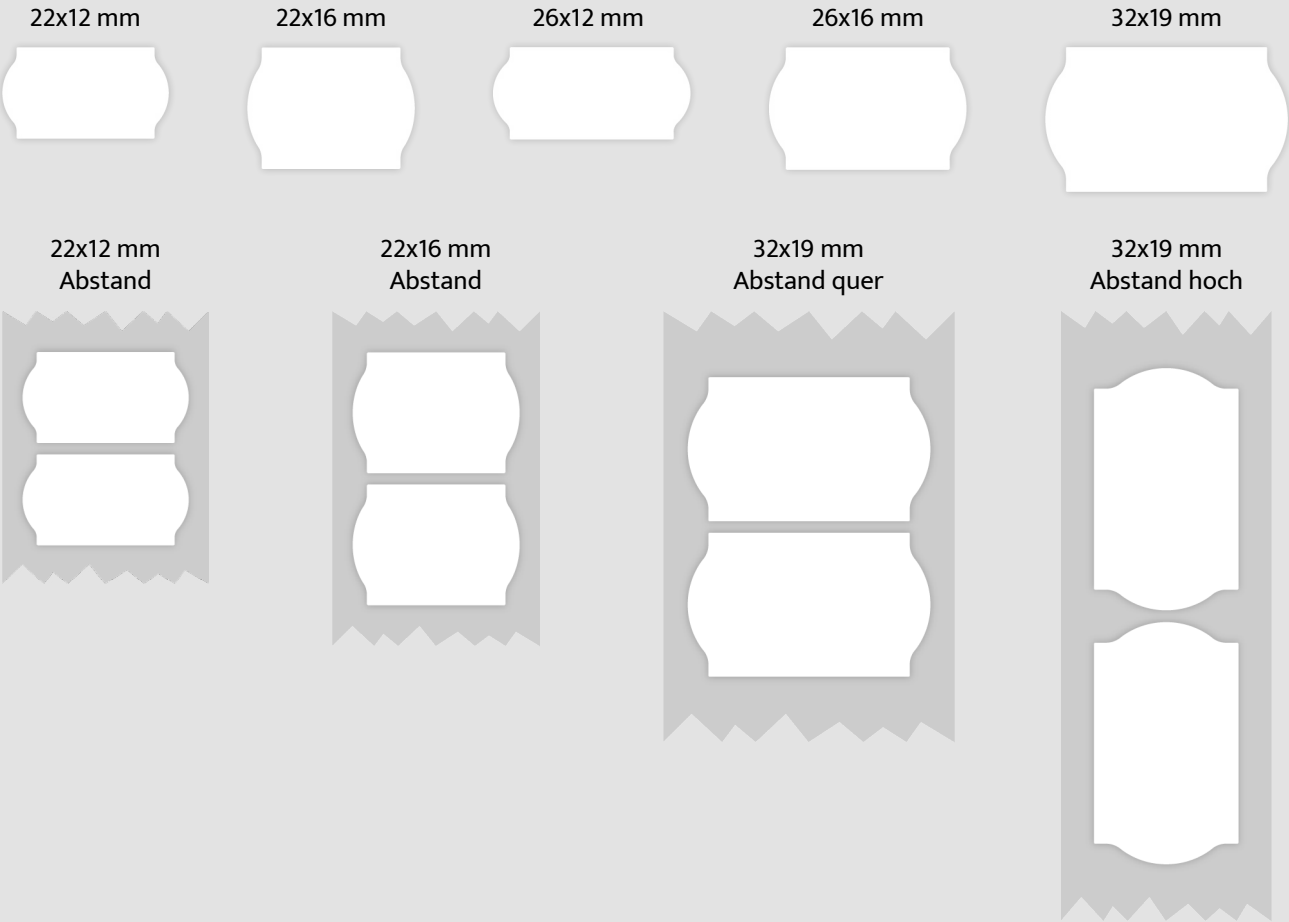 22x12 mm
22x16 mm
26x12 mm
26x16 mm
32x19 mm
22x12 mm
Abstand
22x16 mm
Abstand
32x19 mm
Abstand quer
32x19 mm
Abstand hoch